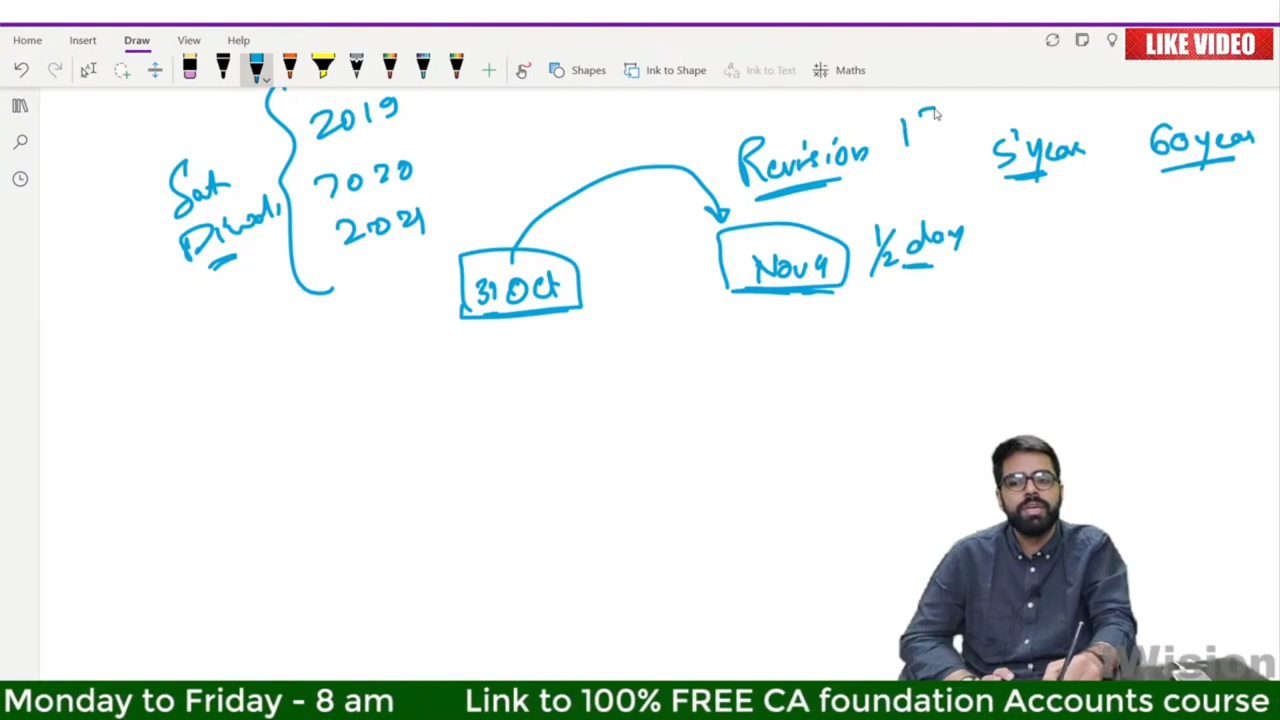 Home Insert Draw View Help
LIKE VIDEO
Shapes Ink to Shape Ink to Text Maths
2019
2020
2021
Sat
Diwali
31 Oct
Revision
5 year
60 year
Nov 4
1/2 day
Wision
Monday to Friday - 8 am Link to 100% FREE CA foundation Accounts course